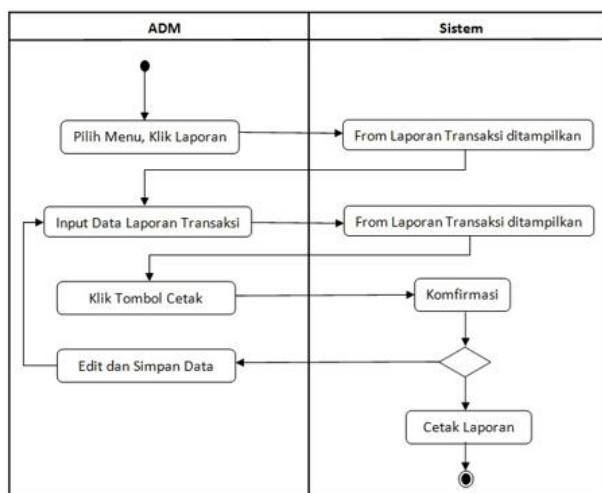 ADM
Sistem
Pilih Menu, Klik Laporan
From Laporan Transaksi ditampilkan
Input Data Laporan Transaksi
From Laporan Transaksi ditampilkan
Klik Tombol Cetak
Komfirmasi
Edit dan Simpan Data
Cetak Laporan